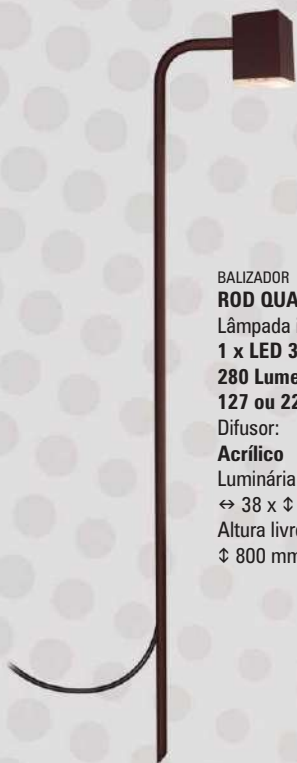 BALIZADOR
ROD QUA
Lâmpada
1 x LED 3
280 Lume
127 ou 22
Difusor:
Acrílico
Luminária
↔ 38 x ↕
Altura livre
↕ 800 mm